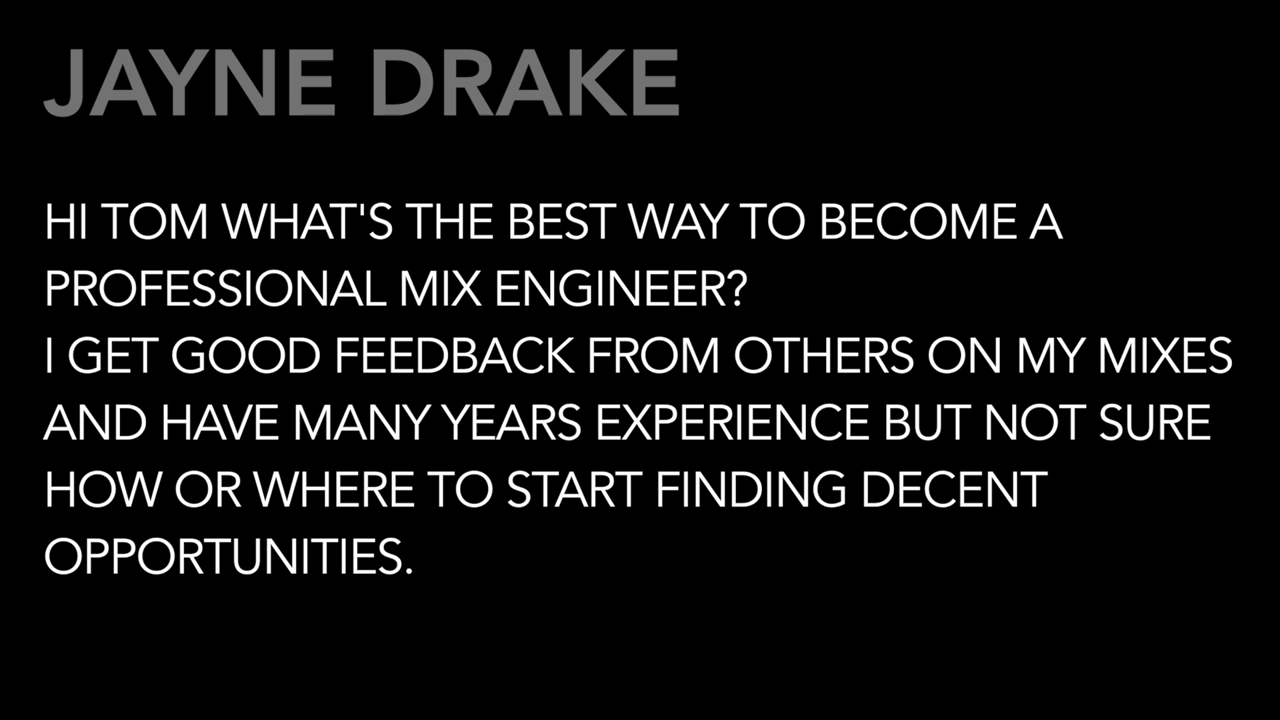 JAYNE DRAKE
HI TOM WHAT'S THE BEST WAY TO BECOME A
PROFESSIONAL MIX ENGINEER?
I GET GOOD FEEDBACK FROM OTHERS ON MY MIXES
AND HAVE MANY YEARS EXPERIENCE BUT NOT SURE
HOW OR WHERE TO START FINDING DECENT
OPPORTUNITIES.